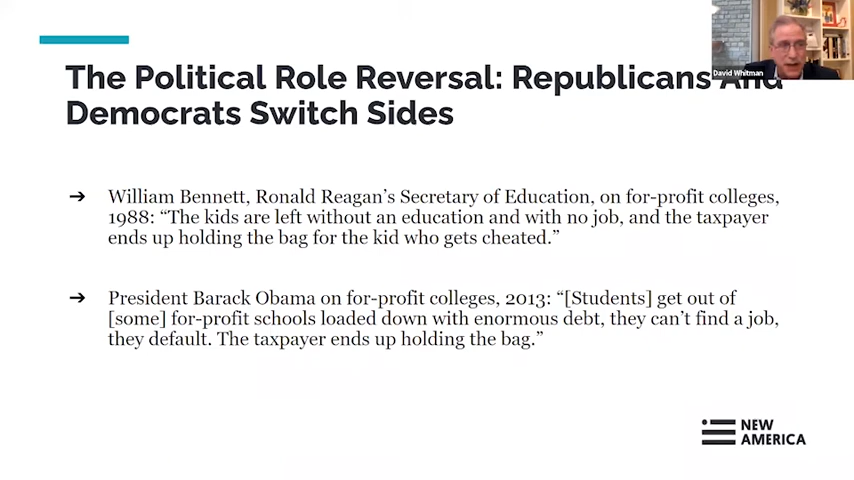 David Whitman
The Political Role Reversal: Republicans And
Democrats Switch Sides
➔ William Bennett, Ronald Reagan’s Secretary of Education, on for-profit colleges,
1988: “The kids are left without an education and with no job, and the taxpayer
ends up holding the bag for the kid who gets cheated.”
➔ President Barack Obama on for-profit colleges, 2013: “[Students] get out of
[some] for-profit schools loaded down with enormous debt, they can’t find a job,
they default. The taxpayer ends up holding the bag.”
NEW
AMERICA